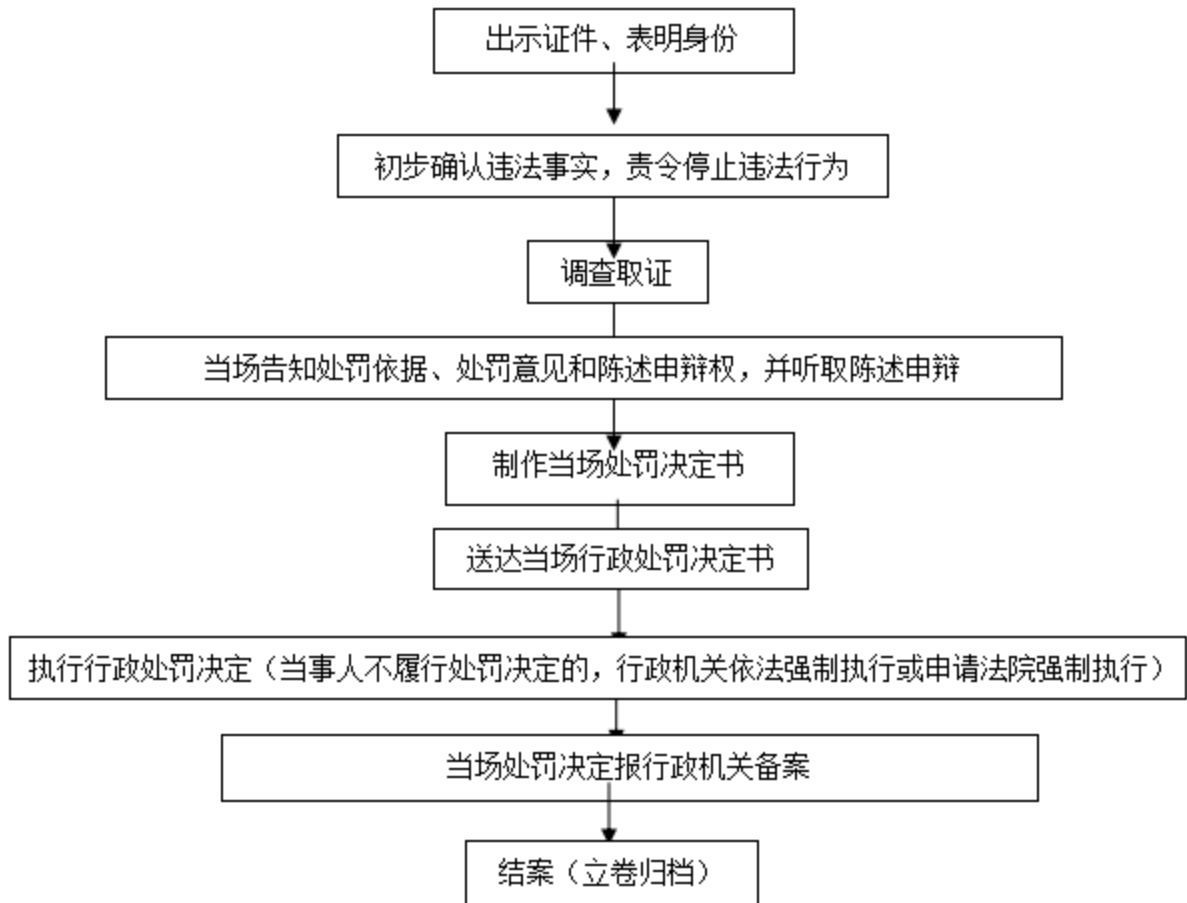 出示证件、表明身份
初步确认违法事实，责令停止违法行为
调查取证
当场告知处罚依据、处罚意见和陈述申辩权，并听取陈述申辩
制作当场处罚决定书
送达当场行政处罚决定书
执行行政处罚决定（当事人不履行处罚决定的，行政机关依法强制执行或申请法院强制执行）
当场处罚决定报行政机关备案
结案（立卷归档）